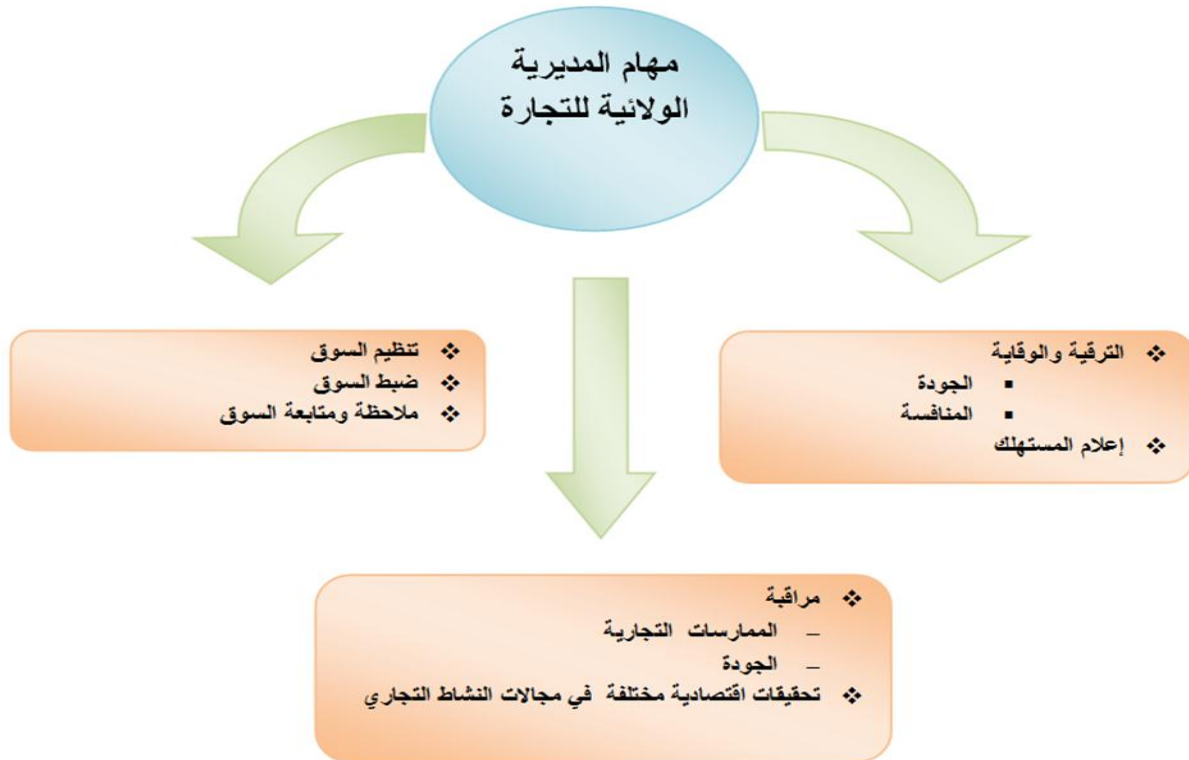 مهام المديرية
الولائية للتجارة
❖ الترقية والوقاية
▪ الجودة
▪ المنافسة
❖ إعلام المستهلك
❖ تنظيم السوق
❖ ضبط السوق
❖ ملاحظة ومتابعة السوق
❖ مراقبة
– الممارسات التجارية
– الجودة
❖ تحقيقات اقتصادية مختلفة في مجالات النشاط التجاري